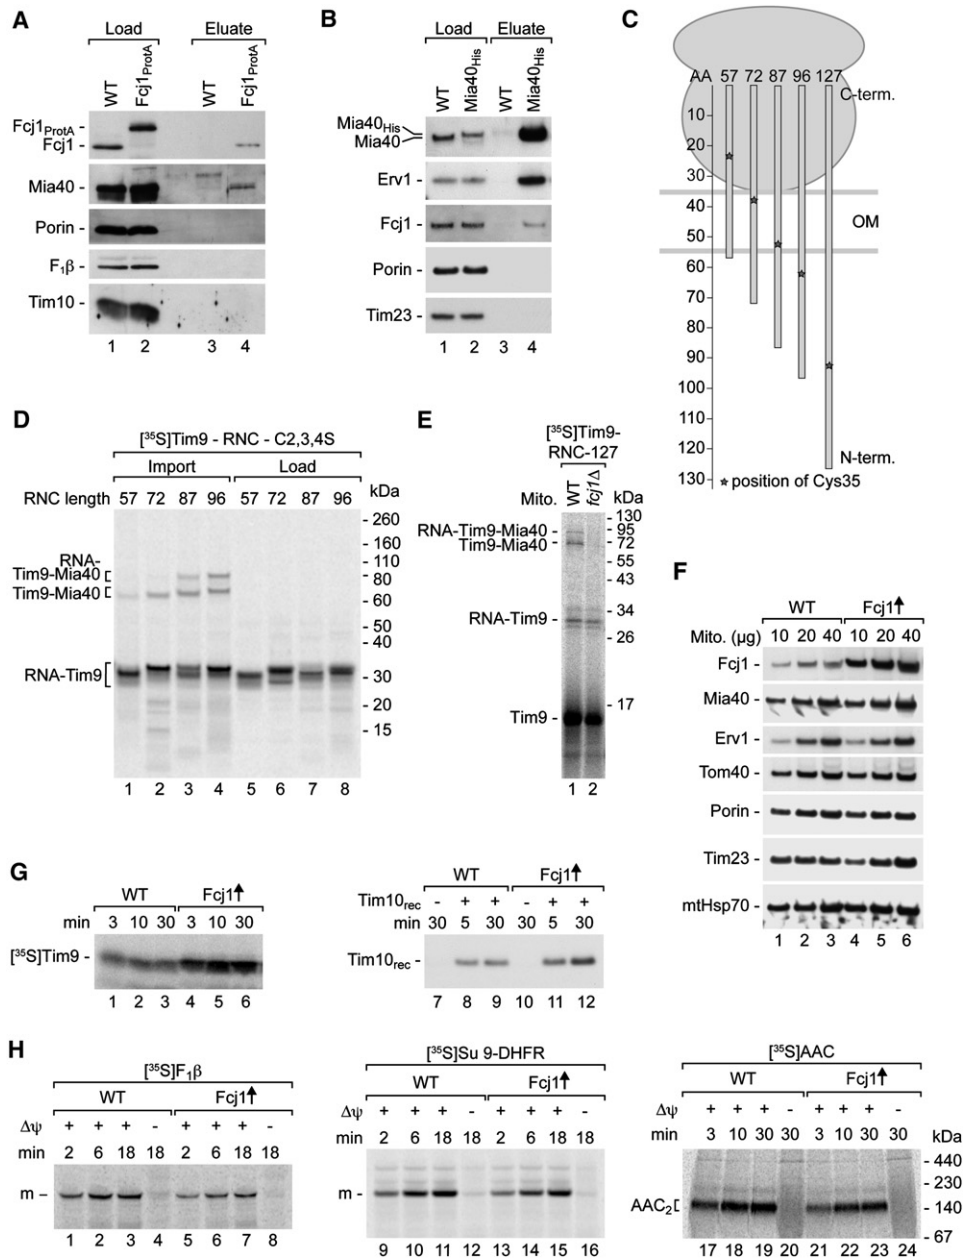 A
Load Eluate
WT Fcj1ProtA WT Fcj1ProtA
Fcj1ProtA -
Fcj1 -
Mia40 -
Porin -
F1β -
Tim10 -
1 2 3 4
B
Load Eluate
WT Mia40His WT Mia40His
Mia40His
Mia40
Erv1 -
Fcj1 -
Porin -
Tim23 -
1 2 3 4
C
AA 57 72 87 96 127
C-term.
0
10
20
30
40
50
60
70
80
90
100
110
120
130
OM
N-term.
position of Cys35
D
[35S]Tim9 - RNC - C2,3,4S
Import Load
RNC length 57 72 87 96 57 72 87 96 kDa
RNA-
Tim9-Mia40
Tim9-Mia40
RNA-Tim9
- 260
- 160
- 110
- 80
- 60
- 50
- 40
- 30
- 20
- 15
1 2 3 4 5 6 7 8
E
[35S]Tim9-
RNC-127
Mito. WT fcj1Δ kDa
RNA-Tim9-Mia40 -
Tim9-Mia40 -
RNA-Tim9 -
Tim9 -
- 130
- 95
- 72
- 55
- 43
- 34
- 26
- 17
1 2
F
WT Fcj1↑
Mito. (µg) 10 20 40 10 20 40
Fcj1 -
Mia40 -
Erv1 -
Tom40 -
Porin -
Tim23 -
mtHsp70 -
1 2 3 4 5 6
G
WT Fcj1↑
min 3 10 30 3 10 30
[35S]Tim9 -
1 2 3 4 5 6
WT Fcj1↑
Tim10rec - + + - + +
min 30 5 30 30 5 30
Tim10rec -
7 8 9 10 11 12
H
[35S]F1β
WT Fcj1↑
Δψ + + + - + + + -
min 2 6 18 18 2 6 18 18
m -
1 2 3 4 5 6 7 8
[35S]Su 9-DHFR
WT Fcj1↑
Δψ + + + - + + + -
min 2 6 18 18 2 6 18 18
m -
9 10 11 12 13 14 15 16
[35S]AAC
WT Fcj1↑
Δψ + + + - + + + -
min 3 10 30 30 3 10 30 30 kDa
AAC2
- 440
- 230
- 140
- 67
17 18 19 20 21 22 23 24